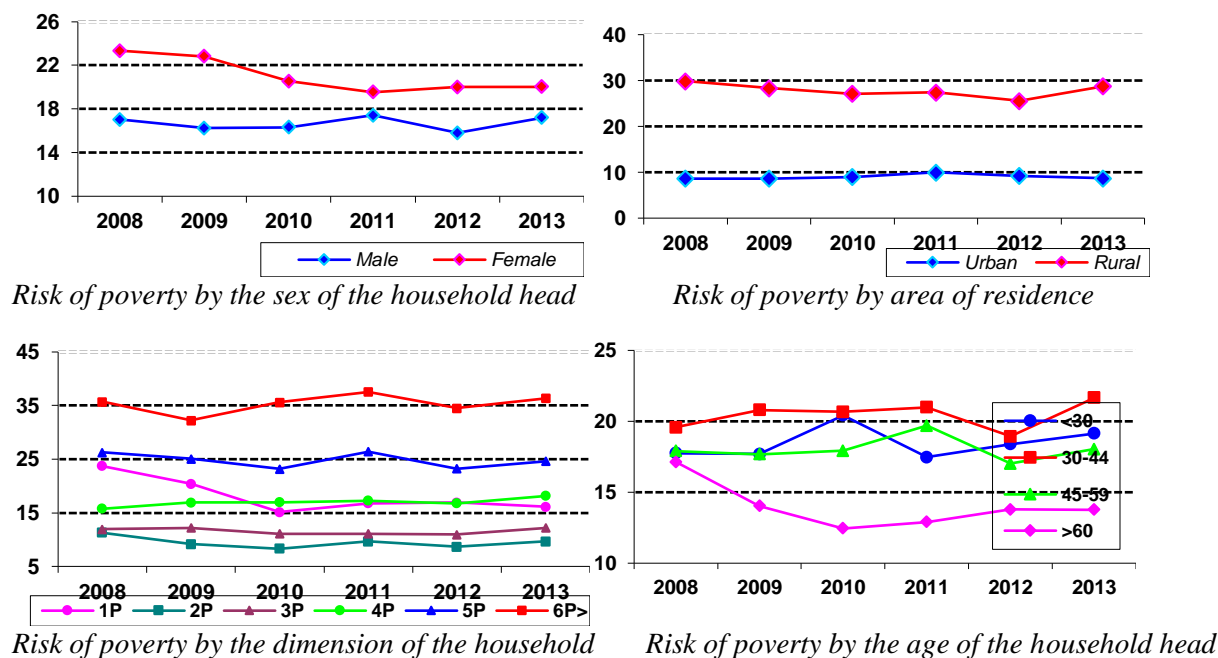 26
22
18
14
10
2008 2009 2010 2011 2012 2013
Male Female
Risk of poverty by the sex of the household head
40
30
20
10
0
2008 2009 2010 2011 2012 2013
Urban Rural
Risk of poverty by area of residence
45
35
25
15
5
2008 2009 2010 2011 2012 2013
1P 2P 3P 4P 5P 6P>
Risk of poverty by the dimension of the household
25
20
15
10
2008 2009 2010 2011 2012 2013
<30
30-44
45-59
>60
Risk of poverty by the age of the household head